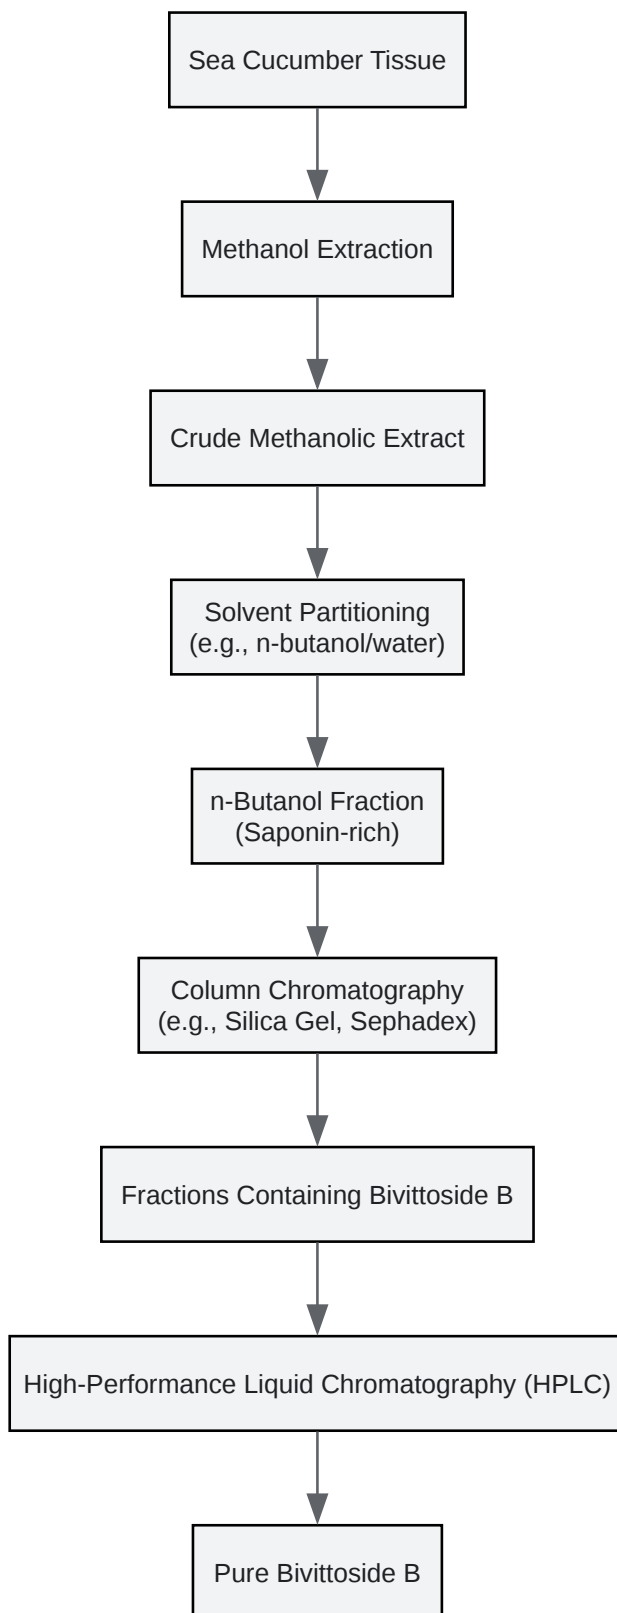 Sea Cucumber Tissue
Methanol Extraction
Crude Methanolic Extract
Solvent Partitioning
(e.g., n-butanol/water)
n-Butanol Fraction
(Saponin-rich)
Column Chromatography
(e.g., Silica Gel, Sephadex)
Fractions Containing Bivittoside B
High-Performance Liquid Chromatography (HPLC)
Pure Bivittoside B